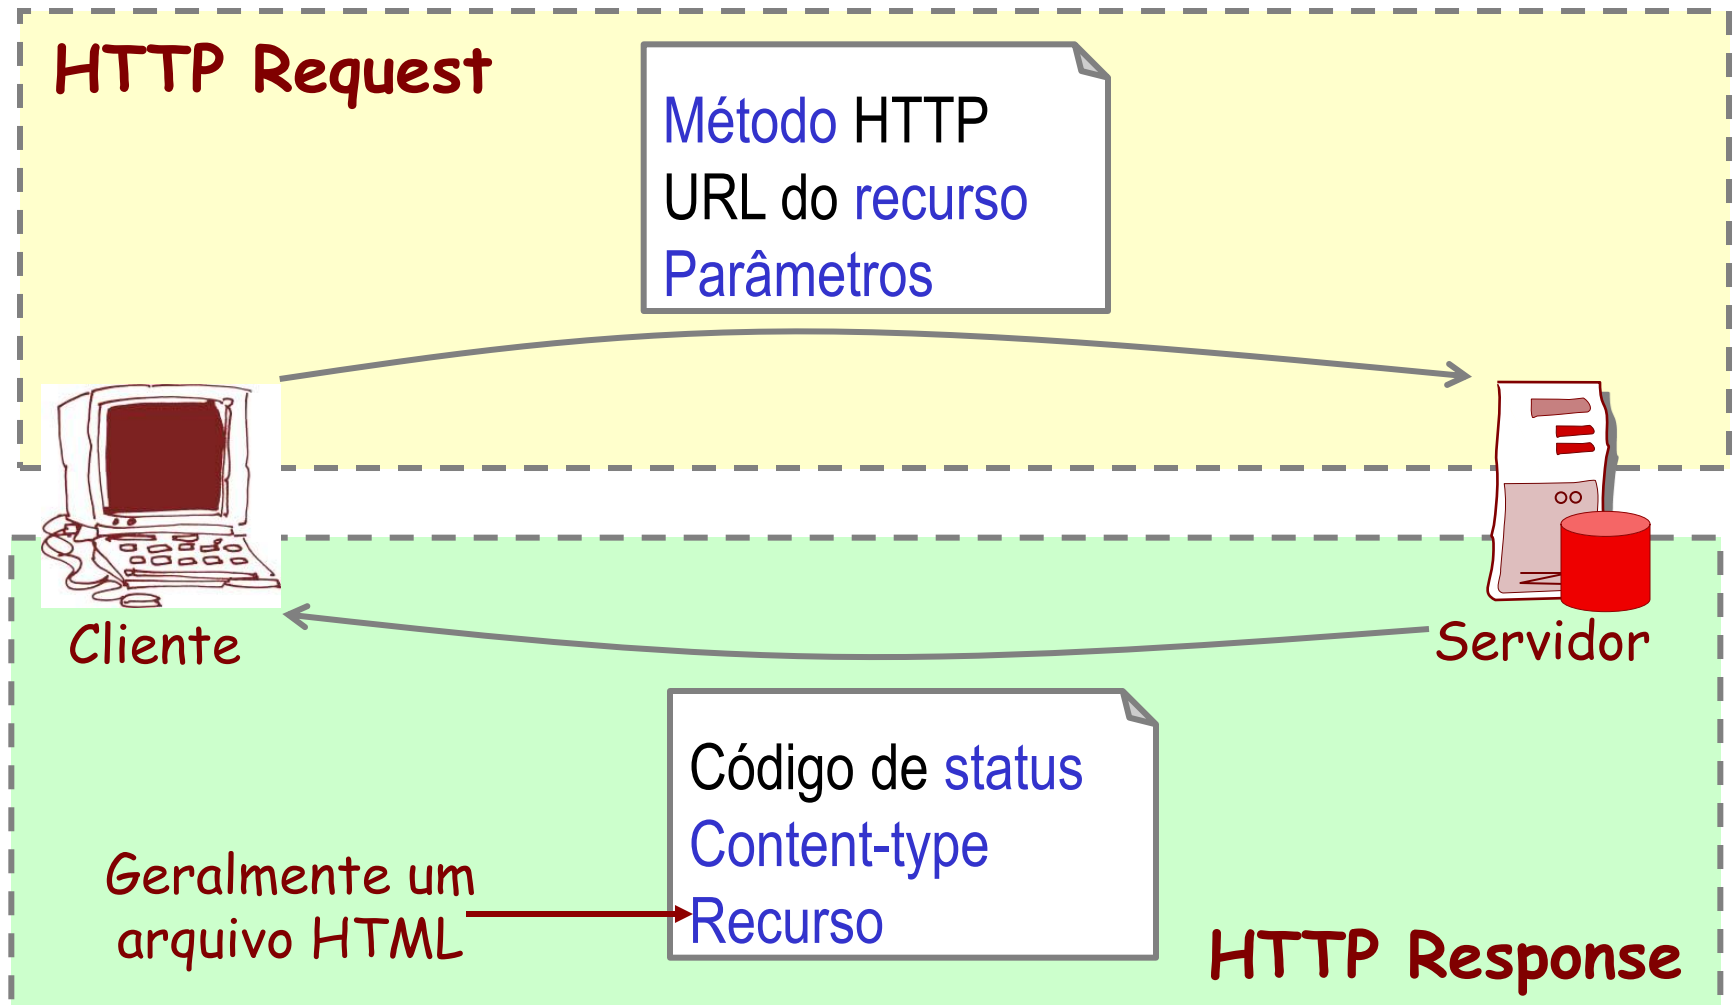 HTTP Request
Método HTTP
URL do recurso
Parâmetros
Cliente
Servidor
Código de status
Content-type
Recurso
Geralmente um
arquivo HTML
HTTP Response